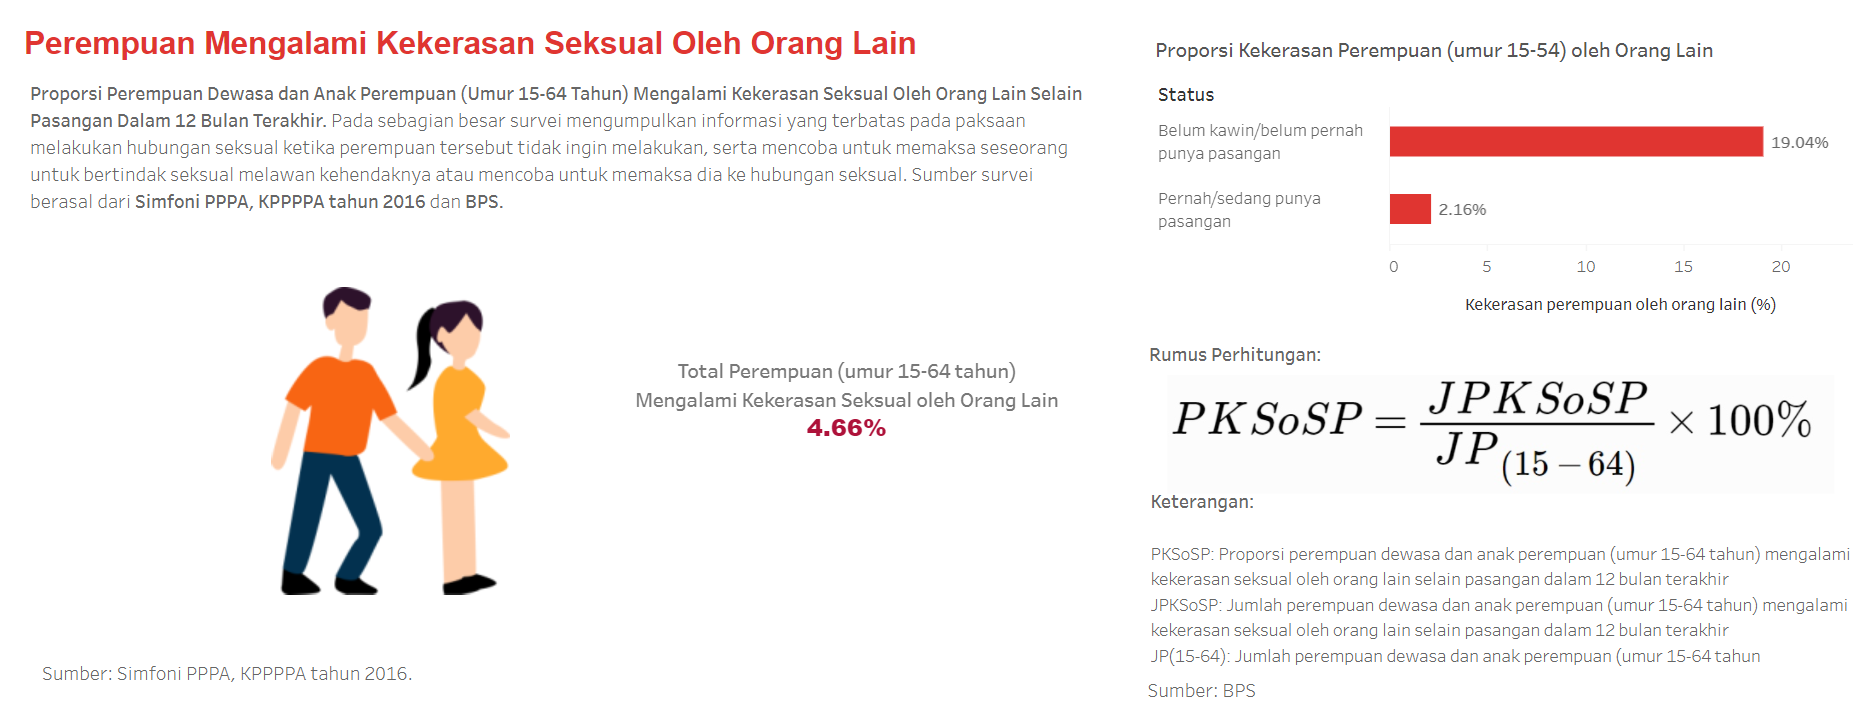 Perempuan Mengalami Kekerasan Seksual Oleh Orang Lain
Proporsi Perempuan Dewasa dan Anak Perempuan (Umur 15-64 Tahun) Mengalami Kekerasan Seksual Oleh Orang Lain Selain
Pasangan Dalam 12 Bulan Terakhir. Pada sebagian besar survei mengumpulkan informasi yang terbatas pada paksaan
melakukan hubungan seksual ketika perempuan tersebut tidak ingin melakukan, serta mencoba untuk memaksa seseorang
untuk bertindak seksual melawan kehendaknya atau mencoba untuk memaksa dia ke hubungan seksual. Sumber survei
berasal dari Simfoni PPPA, KPPPPA tahun 2016 dan BPS.
Total Perempuan (umur 15-64 tahun)
Mengalami Kekerasan Seksual oleh Orang Lain
4.66%
Sumber: Simfoni PPPA, KPPPPA tahun 2016.
Proporsi Kekerasan Perempuan (umur 15-54) oleh Orang Lain
Status
Belum kawin/belum pernah
punya pasangan
19.04%
Pernah/sedang punya
pasangan
2.16%
0 5 10 15 20
Kekerasan perempuan oleh orang lain (%)
Rumus Perhitungan:
PKSoSP = JPKSoSP / JP(15 – 64) × 100%
Keterangan:
PKSoSP: Proporsi perempuan dewasa dan anak perempuan (umur 15-64 tahun) mengalami
kekerasan seksual oleh orang lain selain pasangan dalam 12 bulan terakhir
JPKSoSP: Jumlah perempuan dewasa dan anak perempuan (umur 15-64 tahun) mengalami
kekerasan seksual oleh orang lain selain pasangan dalam 12 bulan terakhir
JP(15-64): Jumlah perempuan dewasa dan anak perempuan (umur 15-64 tahun
Sumber: BPS